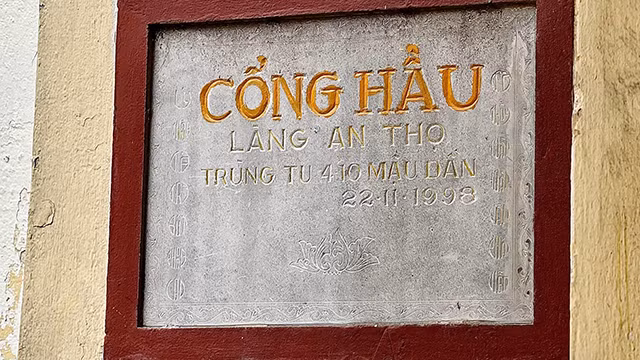 CỔNG HẦU
LÀNG AN THỌ
TRÙNG TU 4.10 MẬU DẦN
22.11.1998